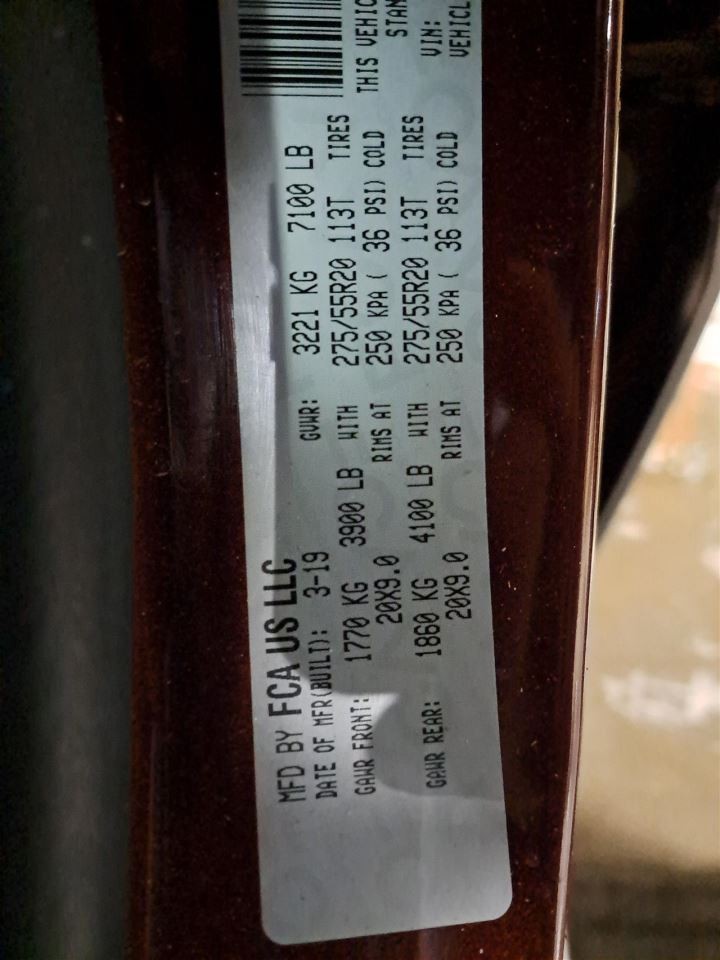 MFD BY FCA US LLC
DATE OF MFR(BUILT): 3-19 GVWR: 3221 KG 7100 LB
GAWR FRONT: 1770 KG 3900 LB WITH 275/55R20 113T TIRES THIS VEHIC
20X9.0 RIMS AT 250 KPA ( 36 PSI) COLD STAN
GAWR REAR: 1860 KG 4100 LB WITH 275/55R20 113T TIRES VIN:
20X9.0 RIMS AT 250 KPA ( 36 PSI) COLD VEHICL